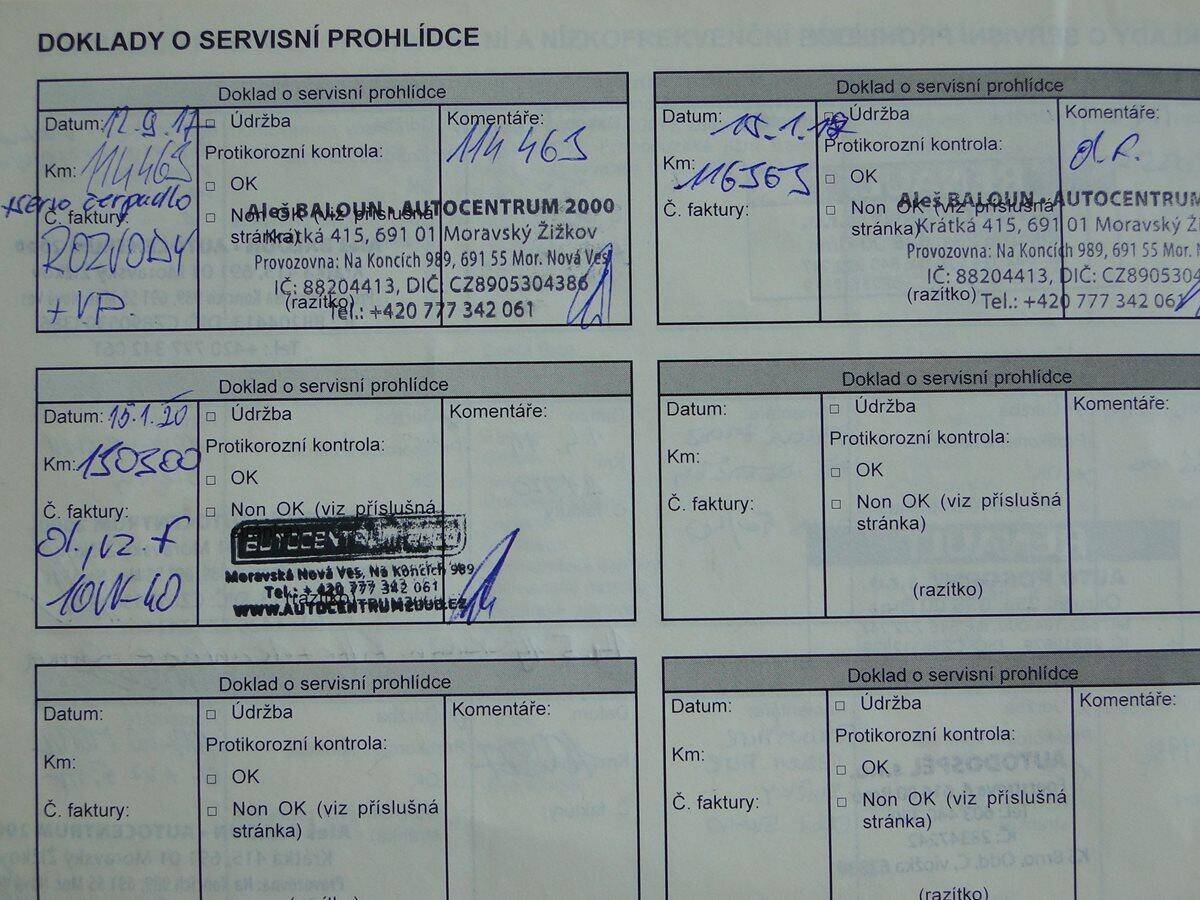 DOKLADY O SERVISNÍ PROHLÍDCE
Doklad o servisní prohlídce
Datum: 12.9.17
Údržba
Komentáře:
114 463
Protikorozní kontrola:
Km: 114463
OK
+servo čerpadlo
Č. faktury:
Non OK (viz příslušná
stránka)
ROZVODY
+ VP.
Aleš BALOUN - AUTOCENTRUM 2000
Krátká 415, 691 01 Moravský Žižkov
Provozovna: Na Koncích 989, 691 55 Mor. Nová Ves
IČ: 88204413, DIČ: CZ8905304386
(razítko)
Tel.: +420 777 342 061
Doklad o servisní prohlídce
Datum: 15.1.
Údržba
Komentáře:
Protikorozní kontrola:
Km: 116363
OK
Č. faktury:
Non OK (viz příslušná
stránka)
Aleš BALOUN - AUTOCENTRUM
Krátká 415, 691 01 Moravský Ži
Provozovna: Na Koncích 989, 691 55 Mor. N
IČ: 88204413, DIČ: CZ8905304
(razítko)
Tel.: +420 777 342 061
Doklad o servisní prohlídce
Datum: 15.1.20
Údržba
Komentáře:
Protikorozní kontrola:
Km: 150300
OK
Č. faktury:
Non OK (viz příslušná
ol, vz f
10W-40
AUTOCENTRUM
Moravská Nová Ves, Na Koncích 989
Tel.: +420 777 342 061
(razítko)
WWW.AUTOCENTRUM2000.CZ
Doklad o servisní prohlídce
Datum:
Údržba
Komentáře:
Protikorozní kontrola:
Km:
OK
Č. faktury:
Non OK (viz příslušná
stránka)
(razítko)
Doklad o servisní prohlídce
Datum:
Údržba
Komentáře:
Protikorozní kontrola:
Km:
OK
Č. faktury:
Non OK (viz příslušná
stránka)
Doklad o servisní prohlídce
Datum:
Údržba
Komentáře:
Protikorozní kontrola:
Km:
OK
Č. faktury:
Non OK (viz příslušná
stránka)
(razítko)